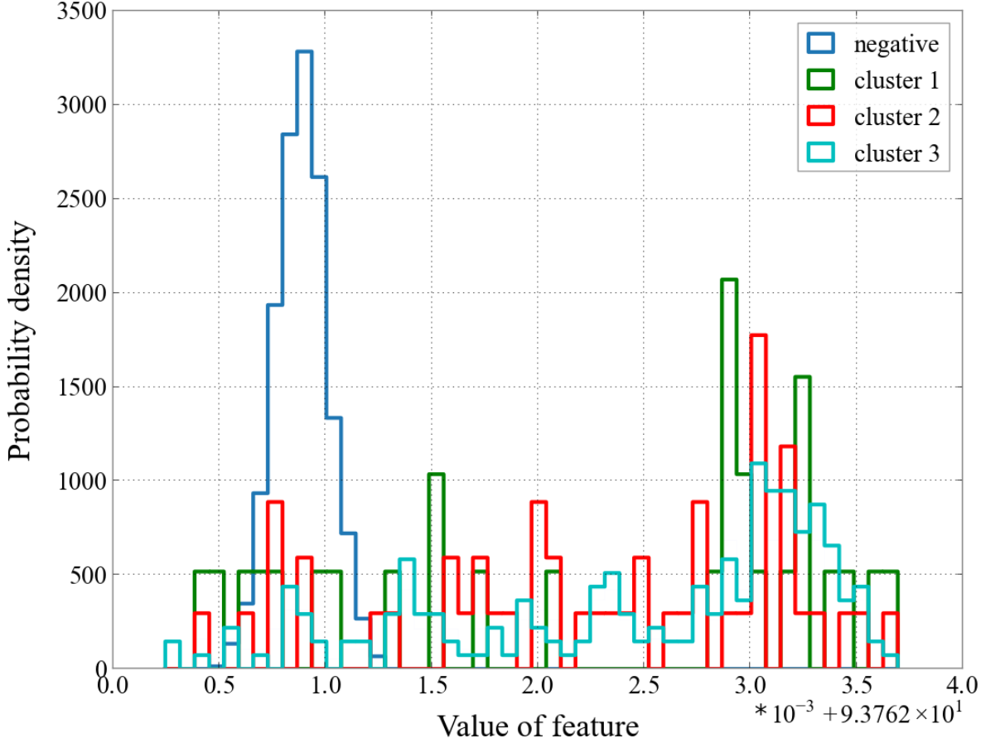 3500
3000
2500
2000
1500
1000
500
0
Probability density
negative
cluster 1
cluster 2
cluster 3
0.0 0.5 1.0 1.5 2.0 2.5 3.0 3.5 4.0
*10⁻³ +9.3762×10¹
Value of feature